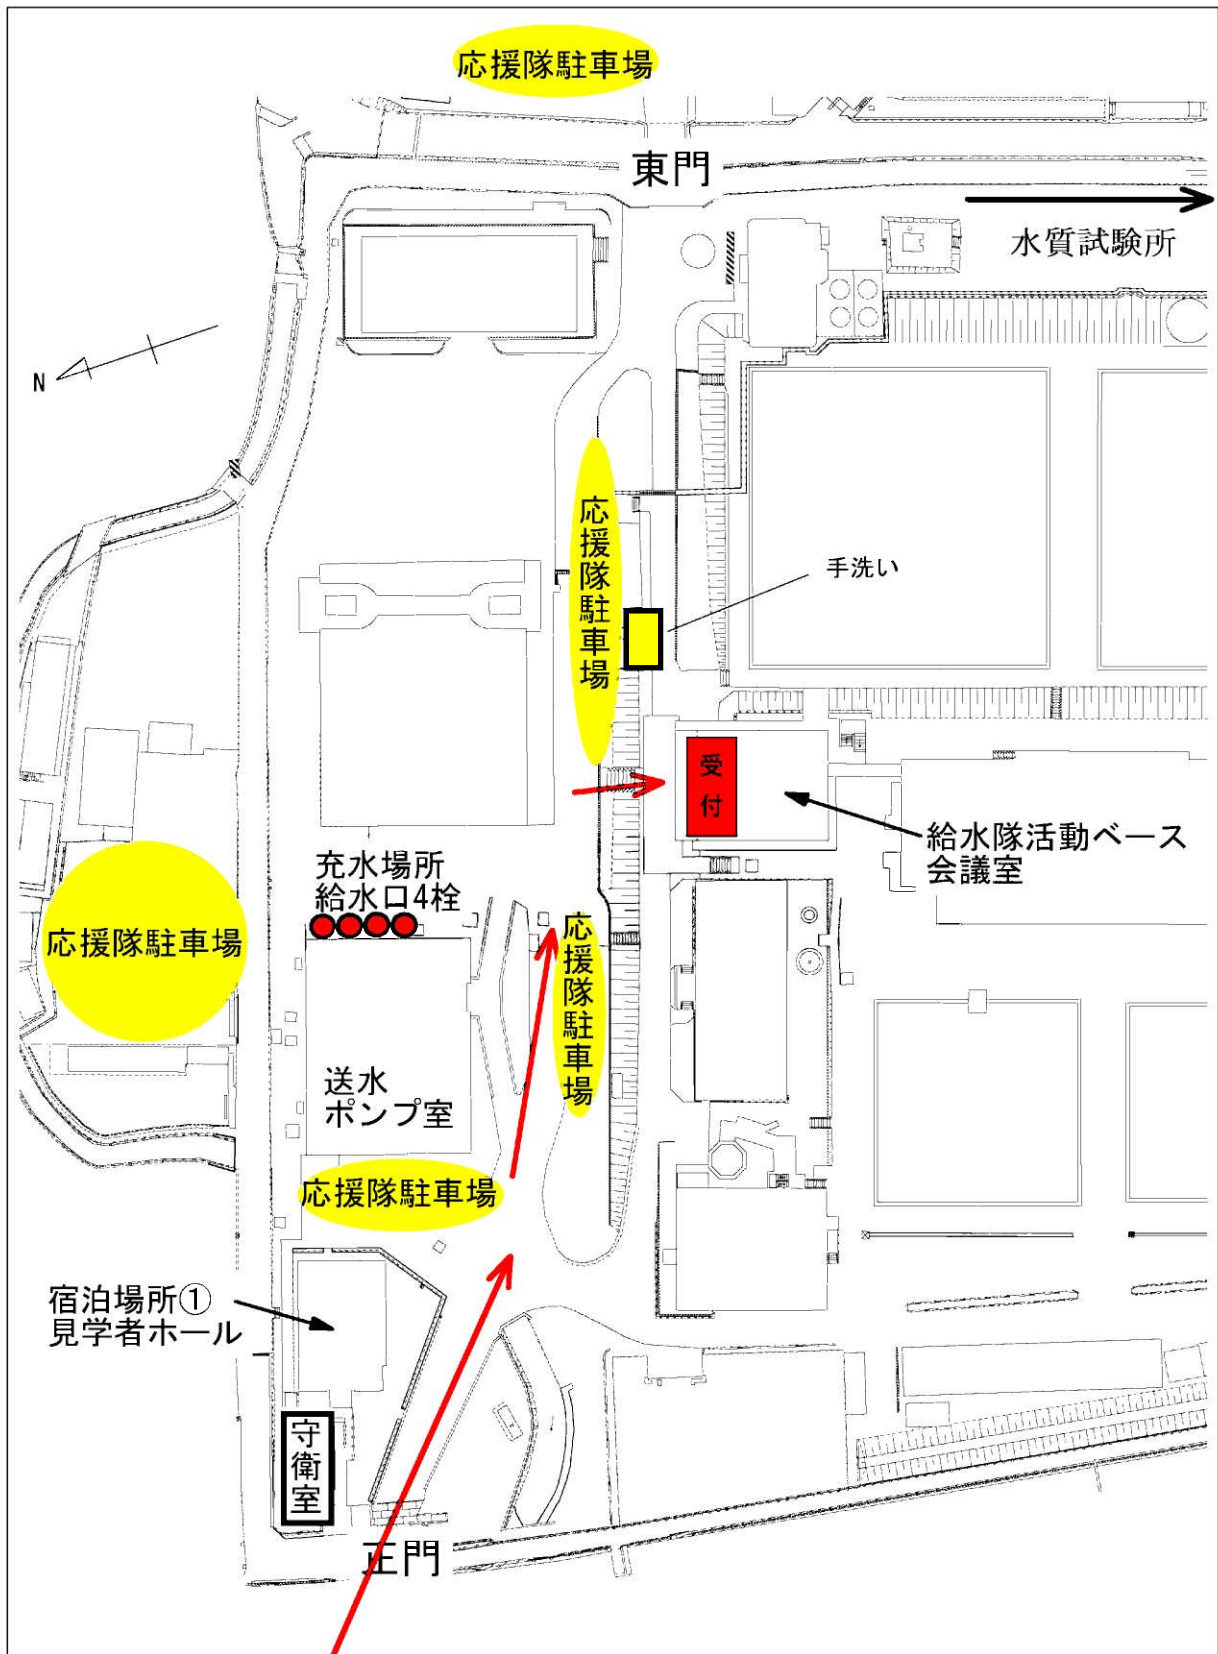 応援隊駐車場
東門
水質試験所
N
応援隊駐車場
手洗い
受付
給水隊活動ベース
会議室
充水場所
給水口4栓
応援隊駐車場
応援隊駐車場
送水
ポンプ室
応援隊駐車場
宿泊場所①
見学者ホール
守衛室
正門